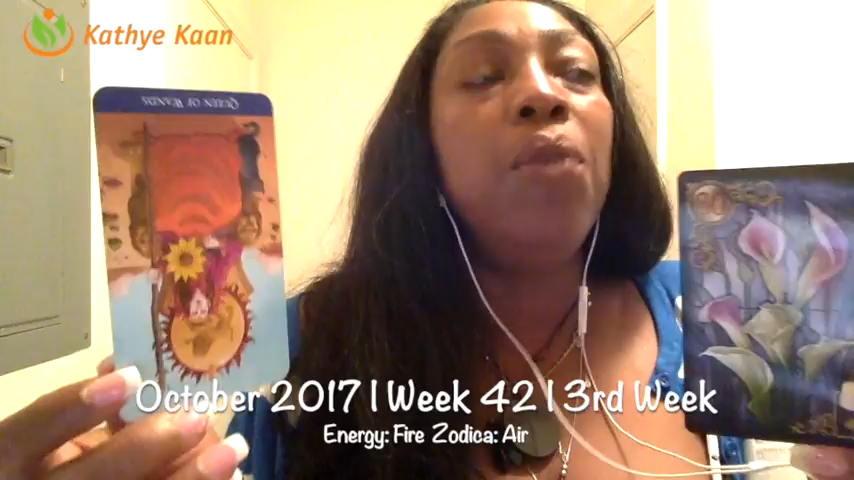 Kathye Kaan
QUEEN OF WANDS
October 2017 | Week 42 | 3rd Week
Energy: Fire Zodica: Air